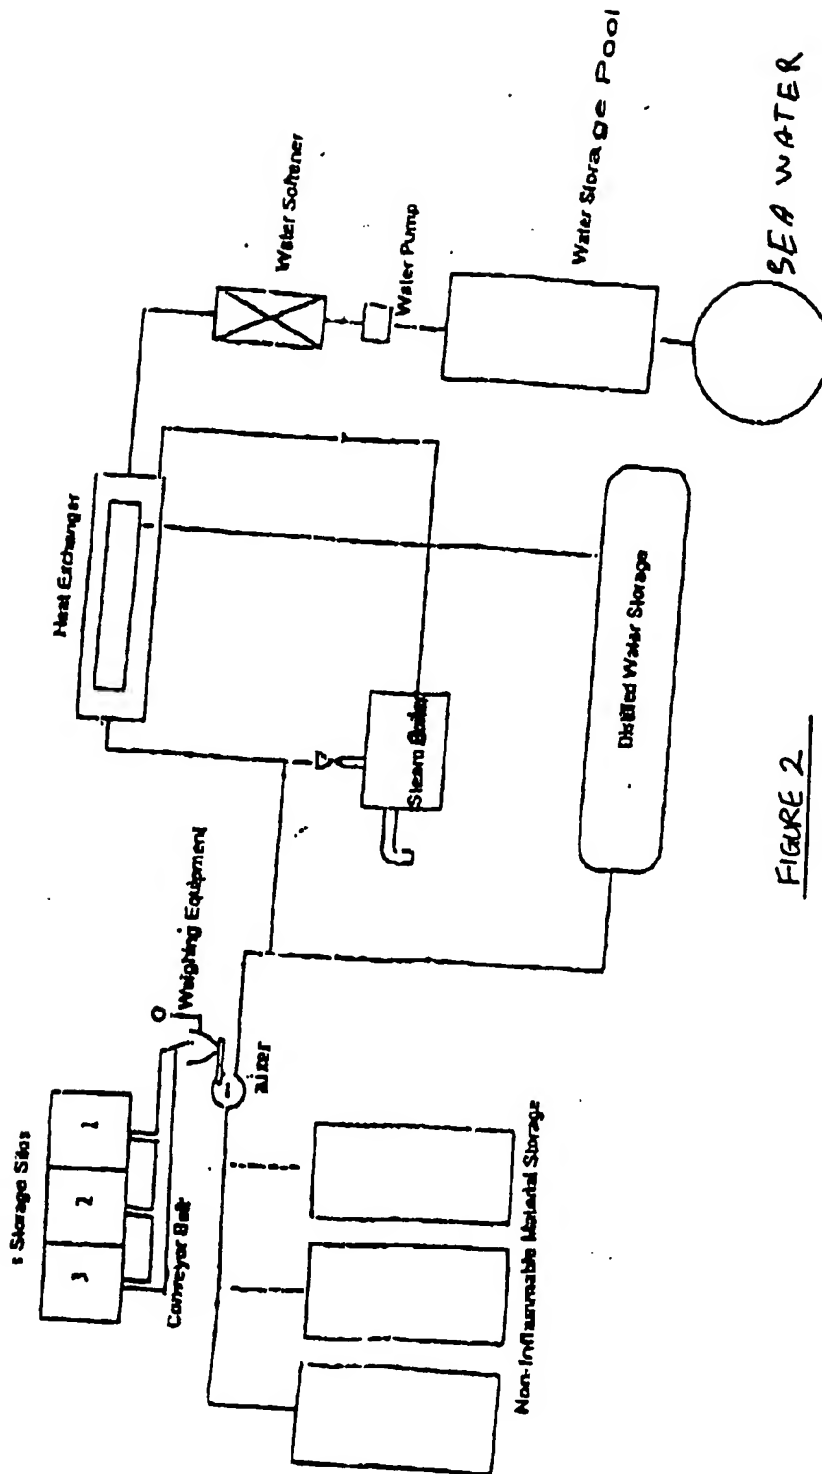 s Storage Silos
3
2
1
Conveyor Belt
Weighing Equipment
Mixer
Non-Inflammable Material Storage
Heat Exchanger
Steam Boiler
Distilled Water Storage
Water Softener
Water Pump
Water Storage Pool
SEA WATER
FIGURE 2